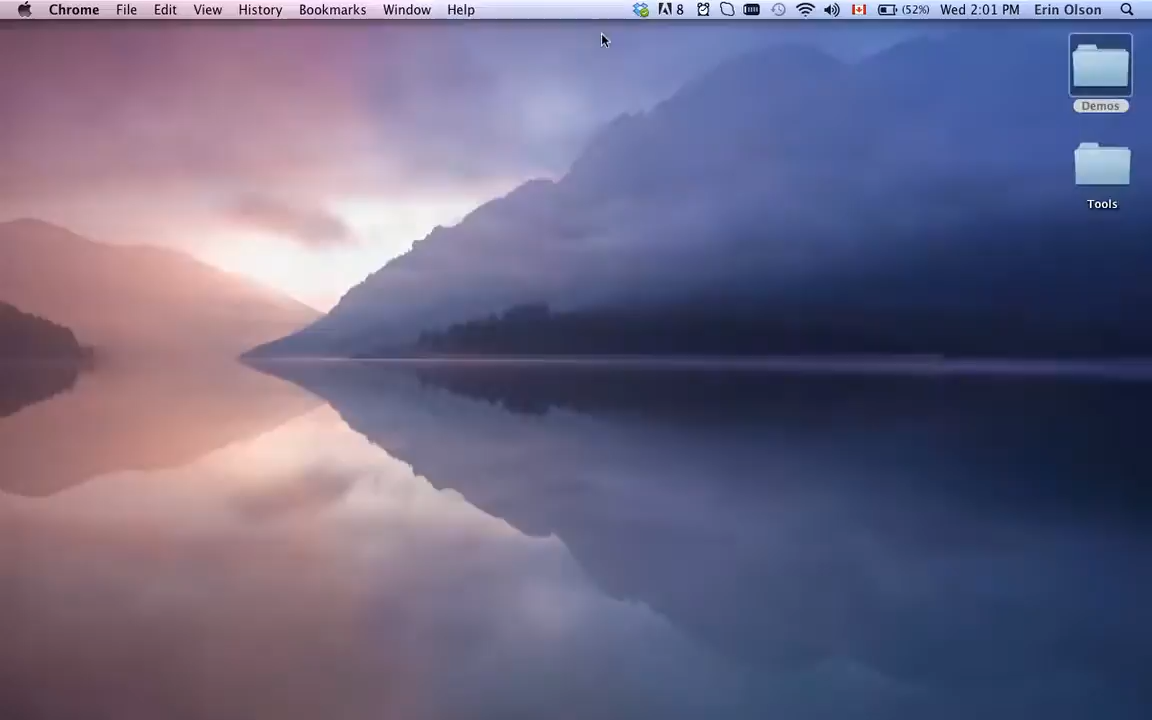 Chrome File Edit View History Bookmarks Window Help 8 (52%) Wed 2:01 PM Erin Olson
Demos
Tools